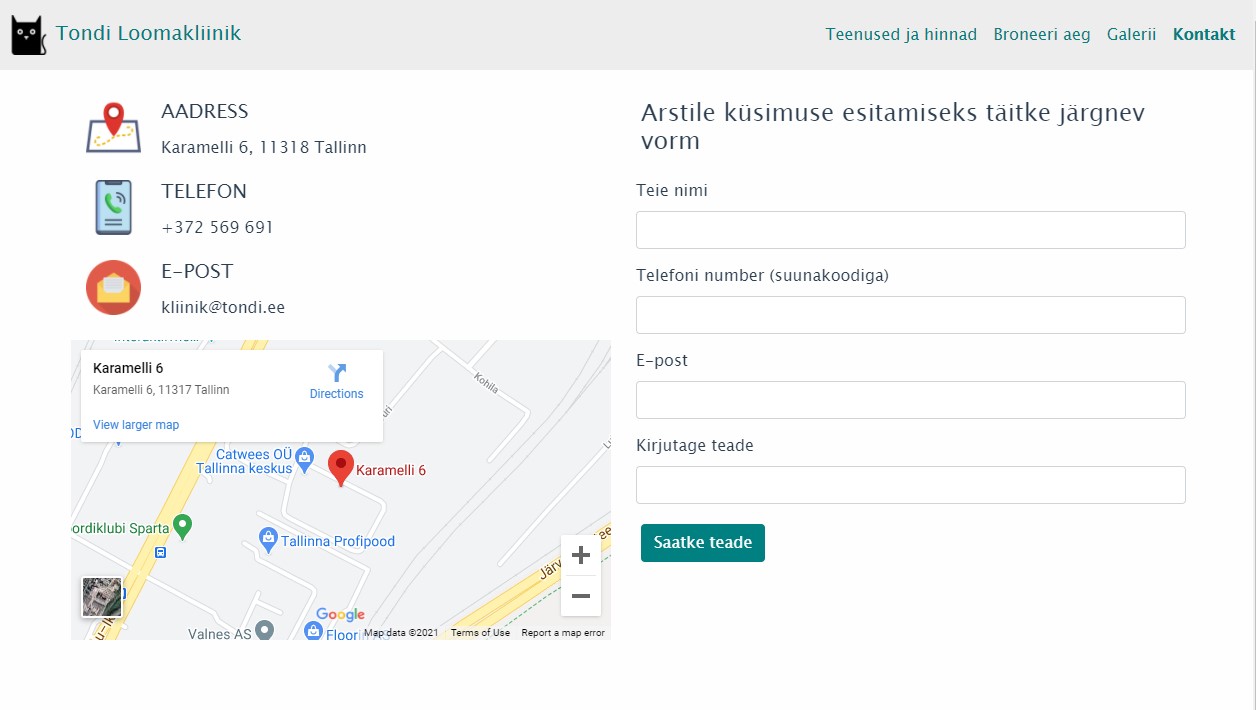 Tondi Loomakliinik
Teenused ja hinnad
Broneeri aeg
Galerii
Kontakt
AADRESS
Karamelli 6, 11318 Tallinn
TELEFON
+372 569 691
E-POST
kliinik@tondi.ee
Karamelli 6
Karamelli 6, 11317 Tallinn
Directions
View larger map
Kohila
Catwees OÜ
Tallinna keskus
Karamelli 6
ordiklubi Sparta
Tallinna Profipood
Järv
Valnes AS
Google
Floorin AS
Map data ©2021
Terms of Use
Report a map error
Arstile küsimuse esitamiseks täitke järgnev
vorm
Teie nimi
Telefoni number (suunakoodiga)
E-post
Kirjutage teade
Saatke teade